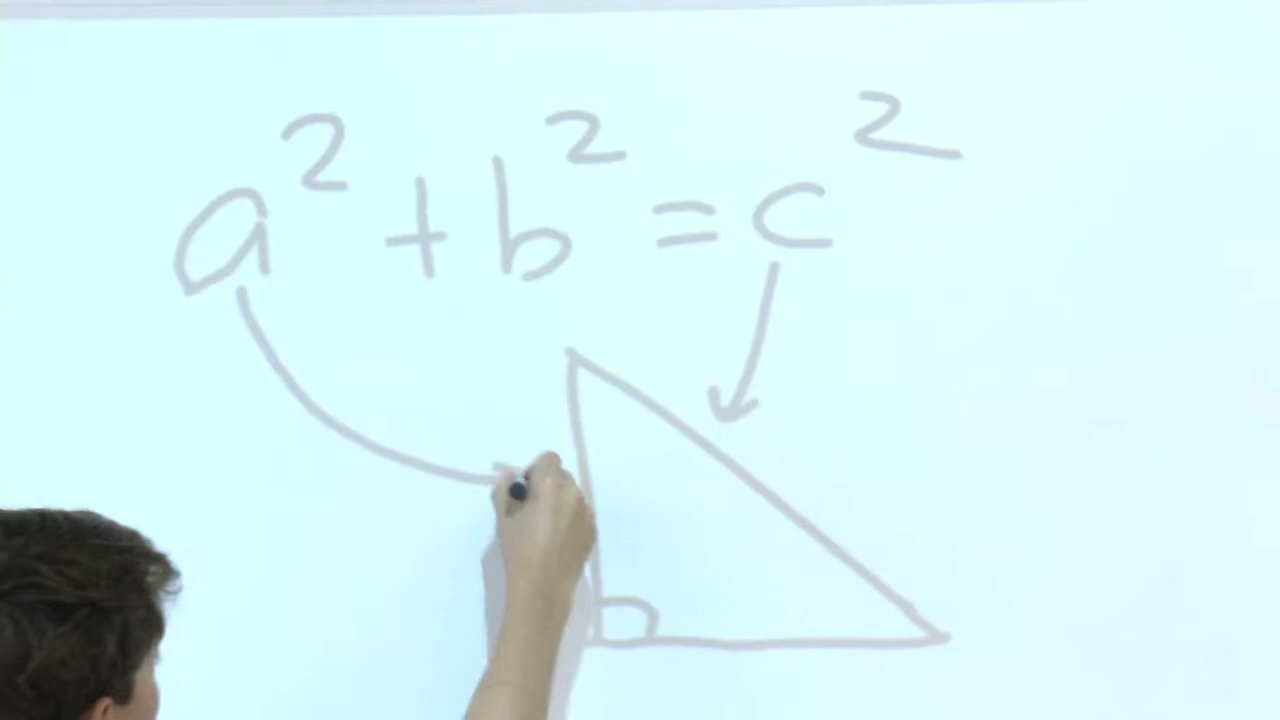 a² + b² = c²